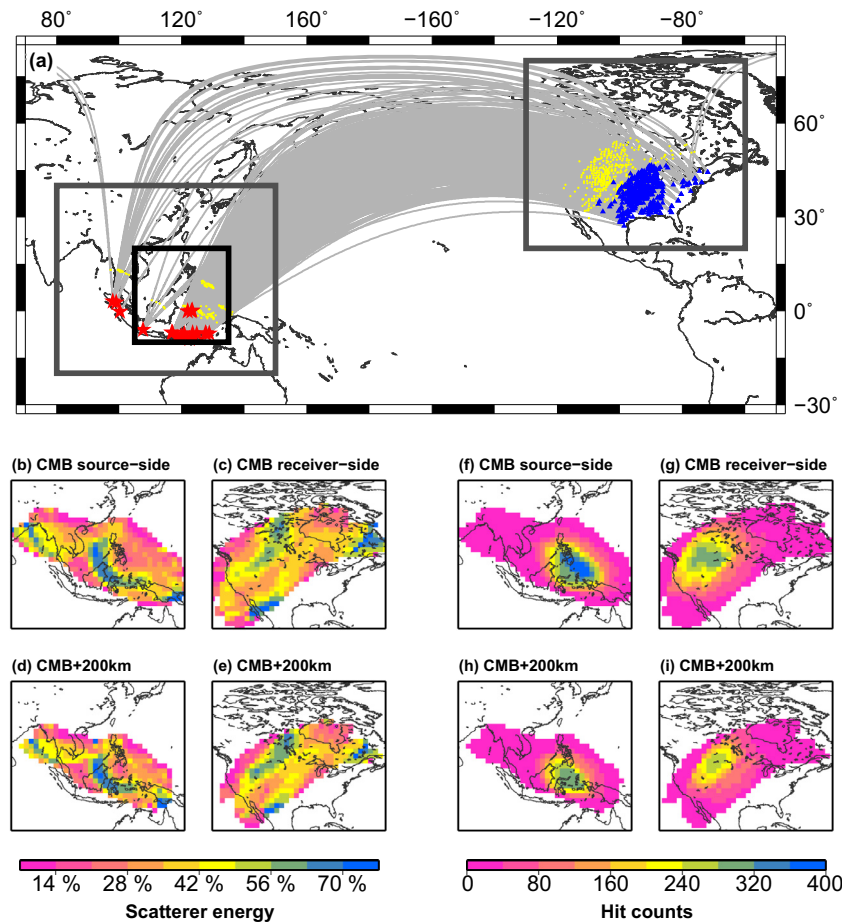 80° 120° 160° −160° −120° −80°
(a)
60°
30°
0°
−30°
(b) CMB source−side (c) CMB receiver−side (f) CMB source−side (g) CMB receiver−side
(d) CMB+200km (e) CMB+200km (h) CMB+200km (i) CMB+200km
14 % 28 % 42 % 56 % 70 % 0 80 160 240 320 400
Scatterer energy Hit counts